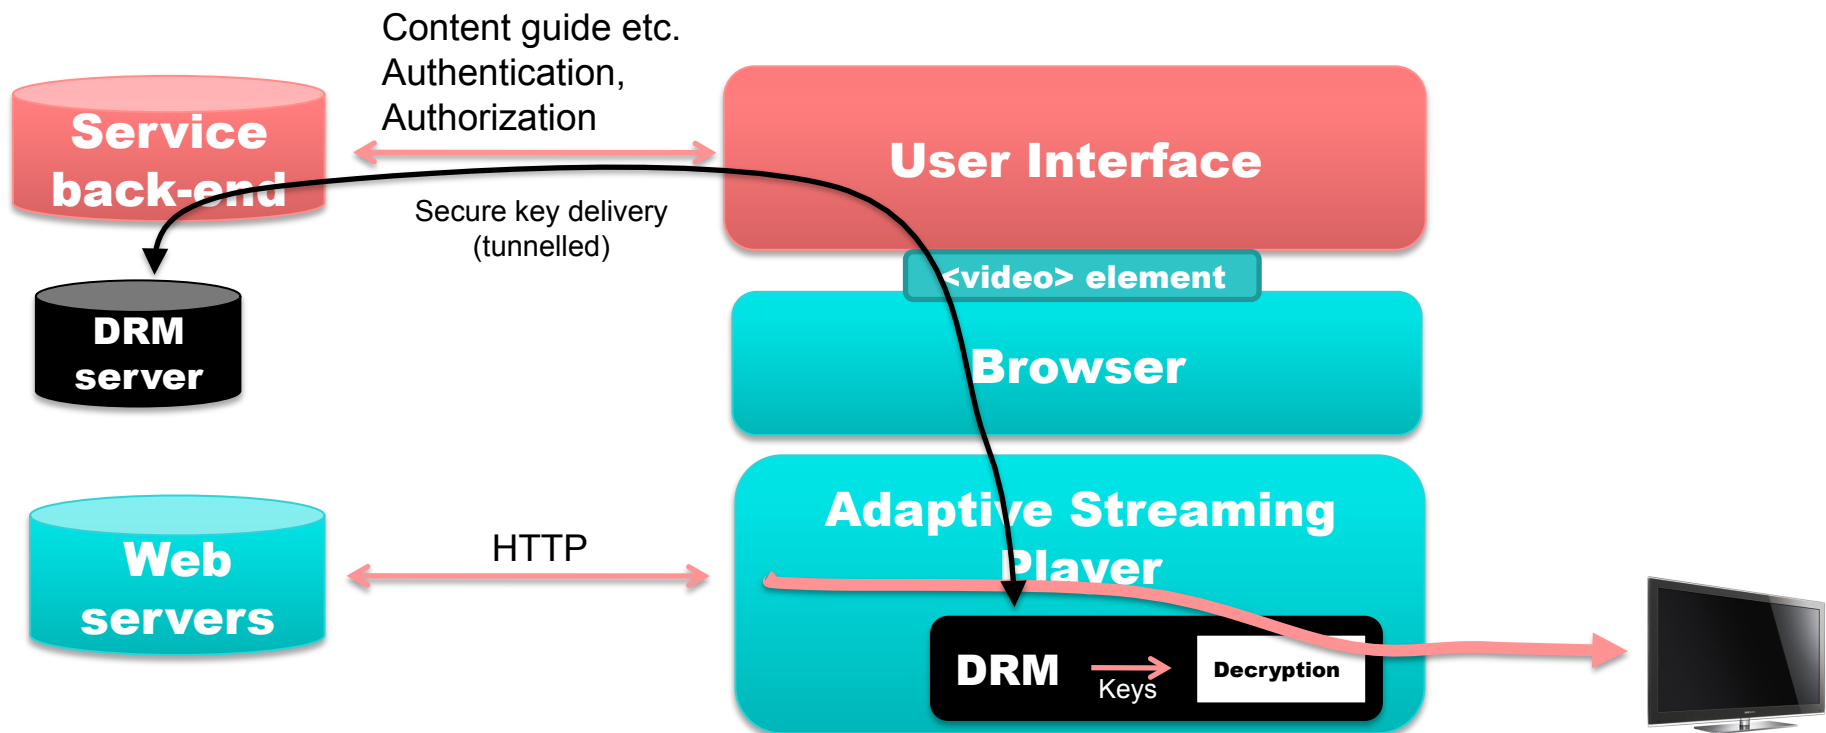 Content guide etc.
Authentication,
Authorization
Service
back-end
User Interface
Secure key delivery
(tunnelled)
<video> element
DRM
server
Browser
Adaptive Streaming
Player
HTTP
Web
servers
DRM
Keys
Decryption